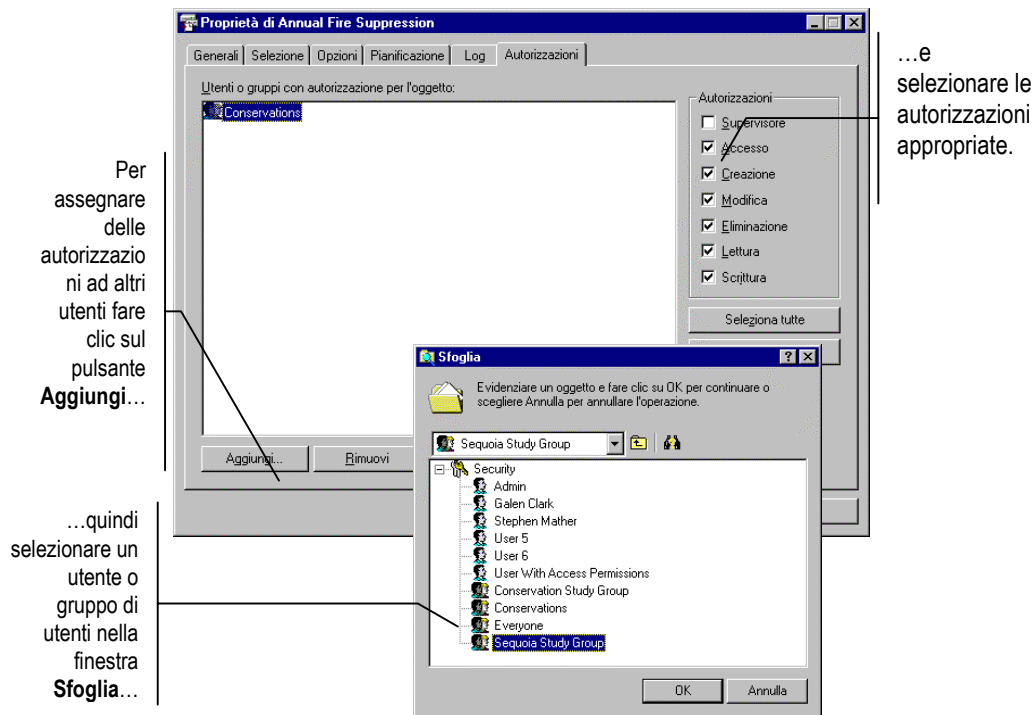 Proprietà di Annual Fire Suppression
Generali Selezione Opzioni Pianificazione Log Autorizzazioni
Utenti o gruppi con autorizzazione per l'oggetto:
Conservations
Autorizzazioni
Supervisore
Accesso
Creazione
Modifica
Eliminazione
Lettura
Scrittura
Seleziona tutte
Aggiungi... Rimuovi
…e
selezionare le
autorizzazioni
appropriate.
Per
assegnare
delle
autorizzazio
ni ad altri
utenti fare
clic sul
pulsante
Aggiungi…
Sfoglia
Evidenziare un oggetto e fare clic su OK per continuare o
scegliere Annulla per annullare l'operazione.
Sequoia Study Group
Security
Admin
Galen Clark
Stephen Mather
User 5
User 6
User With Access Permissions
Conservation Study Group
Conservations
Everyone
Sequoia Study Group
OK Annulla
…quindi
selezionare un
utente o
gruppo di
utenti nella
finestra
Sfoglia…